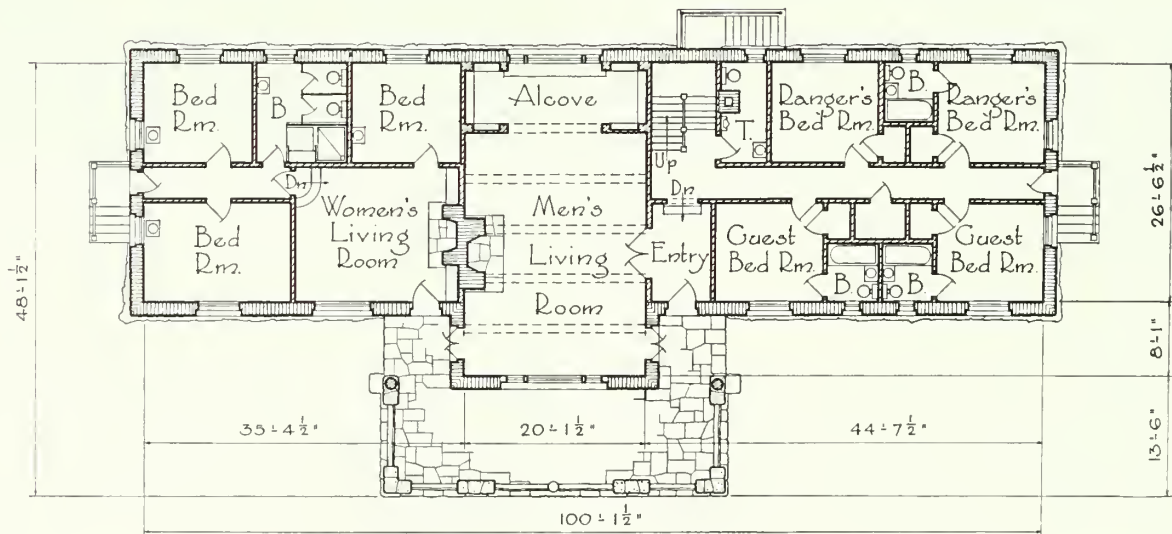 Bed
Rm.
B.
Bed
Rm.
Alcove
Up
T.
Ranger's
Bed Rm.
B.
Ranger's
Bed Rm.
Dn
Dn
Bed
Rm.
Women's
Living
Room
Men's
Living
Room
Entry
Guest
Bed Rm.
B.
B.
Guest
Bed Rm.
48-1½"
26-6½"
8-1"
13-6"
35-4½"
20-1½"
44-7½"
100-1½"